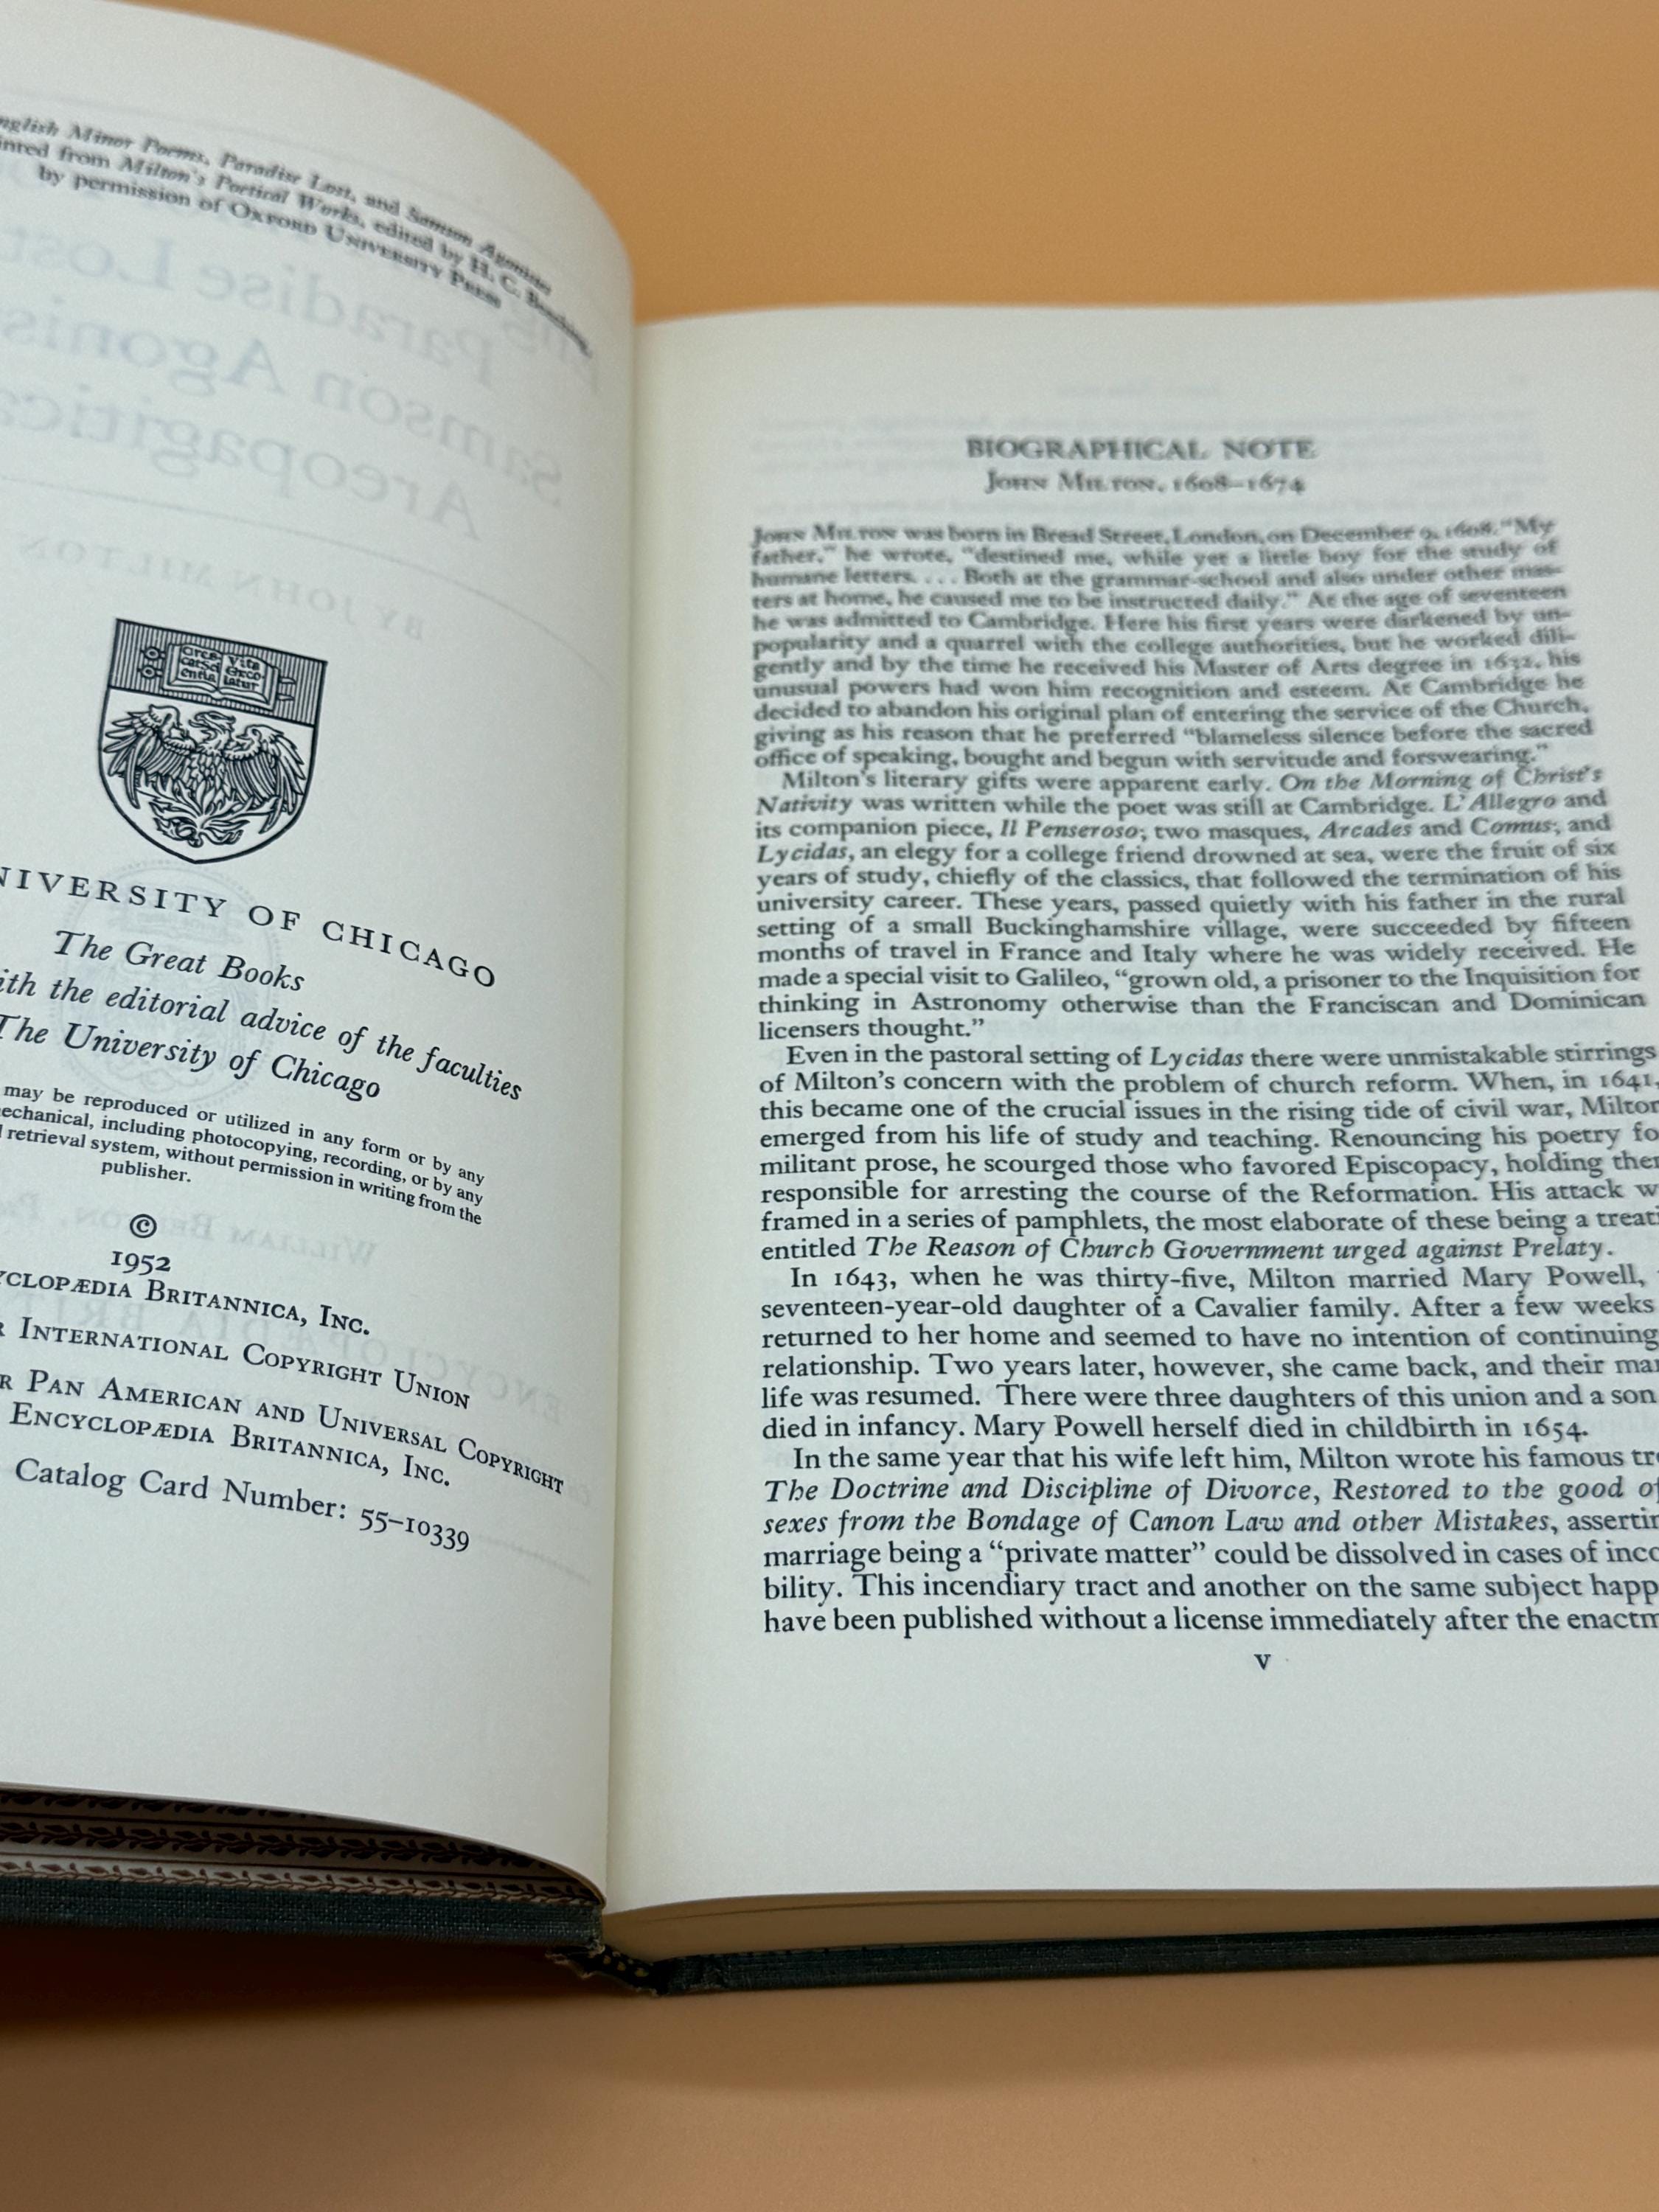 nglish Minor Poems, Paradise Lost, and Samson Agonistes
inted from Milton's Poetical Works, edited by H. C. Beeching,
by permission of OXFORD UNIVERSITY PRESS
Paradise Lost
Samson Agonis
Areopagitica
BY JOHN MILTON
Cres Vita
cat Sci Exco
entia latur
NIVERSITY OF CHICAGO
The Great Books
ith the editorial advice of the faculties
The University of Chicago
may be reproduced or utilized in any form or by any
echanical, including photocopying, recording, or by any
retrieval system, without permission in writing from the
publisher.
WILLIAM BENTON,
©
1952
YCLOPÆDIA BRITANNICA, INC.
R INTERNATIONAL COPYRIGHT UNION
R PAN AMERICAN AND UNIVERSAL COPYRIGHT
ENCYCLOPÆDIA BRITANNICA, INC.
Catalog Card Number: 55-10339
BIOGRAPHICAL NOTE
JOHN MILTON, 1608–1674
JOHN MILTON was born in Bread Street, London, on December 9, 1608. "My
father," he wrote, "destined me, while yet a little boy for the study of
humane letters. . . . Both at the grammar-school and also under other mas-
ters at home, he caused me to be instructed daily." At the age of seventeen
he was admitted to Cambridge. Here his first years were darkened by un-
popularity and a quarrel with the college authorities, but he worked dili-
gently and by the time he received his Master of Arts degree in 1632, his
unusual powers had won him recognition and esteem. At Cambridge he
decided to abandon his original plan of entering the service of the Church,
giving as his reason that he preferred "blameless silence before the sacred
office of speaking, bought and begun with servitude and forswearing."
Milton's literary gifts were apparent early. On the Morning of Christ's
Nativity was written while the poet was still at Cambridge. L'Allegro and
its companion piece, Il Penseroso; two masques, Arcades and Comus; and
Lycidas, an elegy for a college friend drowned at sea, were the fruit of six
years of study, chiefly of the classics, that followed the termination of his
university career. These years, passed quietly with his father in the rural
setting of a small Buckinghamshire village, were succeeded by fifteen
months of travel in France and Italy where he was widely received. He
made a special visit to Galileo, "grown old, a prisoner to the Inquisition for
thinking in Astronomy otherwise than the Franciscan and Dominican
licensers thought."
Even in the pastoral setting of Lycidas there were unmistakable stirrings
of Milton's concern with the problem of church reform. When, in 1641,
this became one of the crucial issues in the rising tide of civil war, Milton
emerged from his life of study and teaching. Renouncing his poetry fo
militant prose, he scourged those who favored Episcopacy, holding ther
responsible for arresting the course of the Reformation. His attack w
framed in a series of pamphlets, the most elaborate of these being a treati
entitled The Reason of Church Government urged against Prelaty.
In 1643, when he was thirty-five, Milton married Mary Powell,
seventeen-year-old daughter of a Cavalier family. After a few weeks
returned to her home and seemed to have no intention of continuing
relationship. Two years later, however, she came back, and their mar
life was resumed. There were three daughters of this union and a son
died in infancy. Mary Powell herself died in childbirth in 1654.
In the same year that his wife left him, Milton wrote his famous tr
The Doctrine and Discipline of Divorce, Restored to the good of
sexes from the Bondage of Canon Law and other Mistakes, assertin
marriage being a "private matter" could be dissolved in cases of inco
bility. This incendiary tract and another on the same subject happ
have been published without a license immediately after the enactm
v